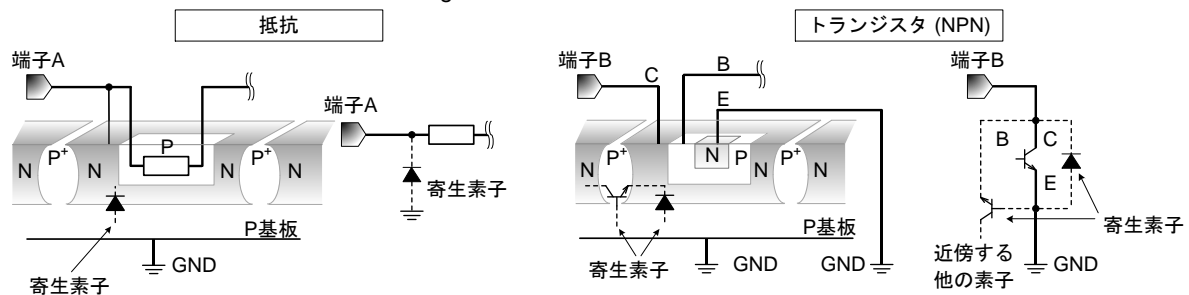 g
抵抗
トランジスタ (NPN)
端子A
端子A
N
P+
N
P
N
P+
N
寄生素子
P基板
GND
寄生素子
端子B
C
B
E
N
P+
N
N
P
N
P+
N
P基板
寄生素子
GND
GND
端子B
B
C
E
寄生素子
近傍する
他の素子
GND